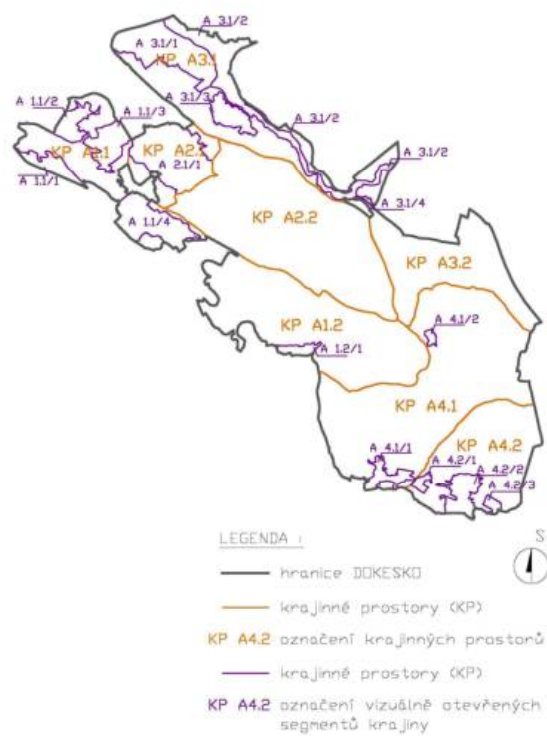 A 3.1/2
A 3.1/1
KP A3.1
A 3.1/3
A 1.1/2
A 1.1/3
A 3.1/2
KP A1.1
KP A2.1
A 2.1/1
A 3.1/2
A 1.1/1
A 3.1/4
A 1.1/4
KP A2.2
KP A3.2
KP A1.2
A 4.1/2
A 1.2/1
KP A4.1
KP A4.2
A 4.1/1
A 4.2/1
A 4.2/2
A 4.2/3
LEGENDA :
S
hranice DOKESKO
krajinné prostory (KP)
KP A4.2 označení krajinných prostorů
krajinné prostory (KP)
KP A4.2 označení vizuálně otevřených
segmentů krajiny